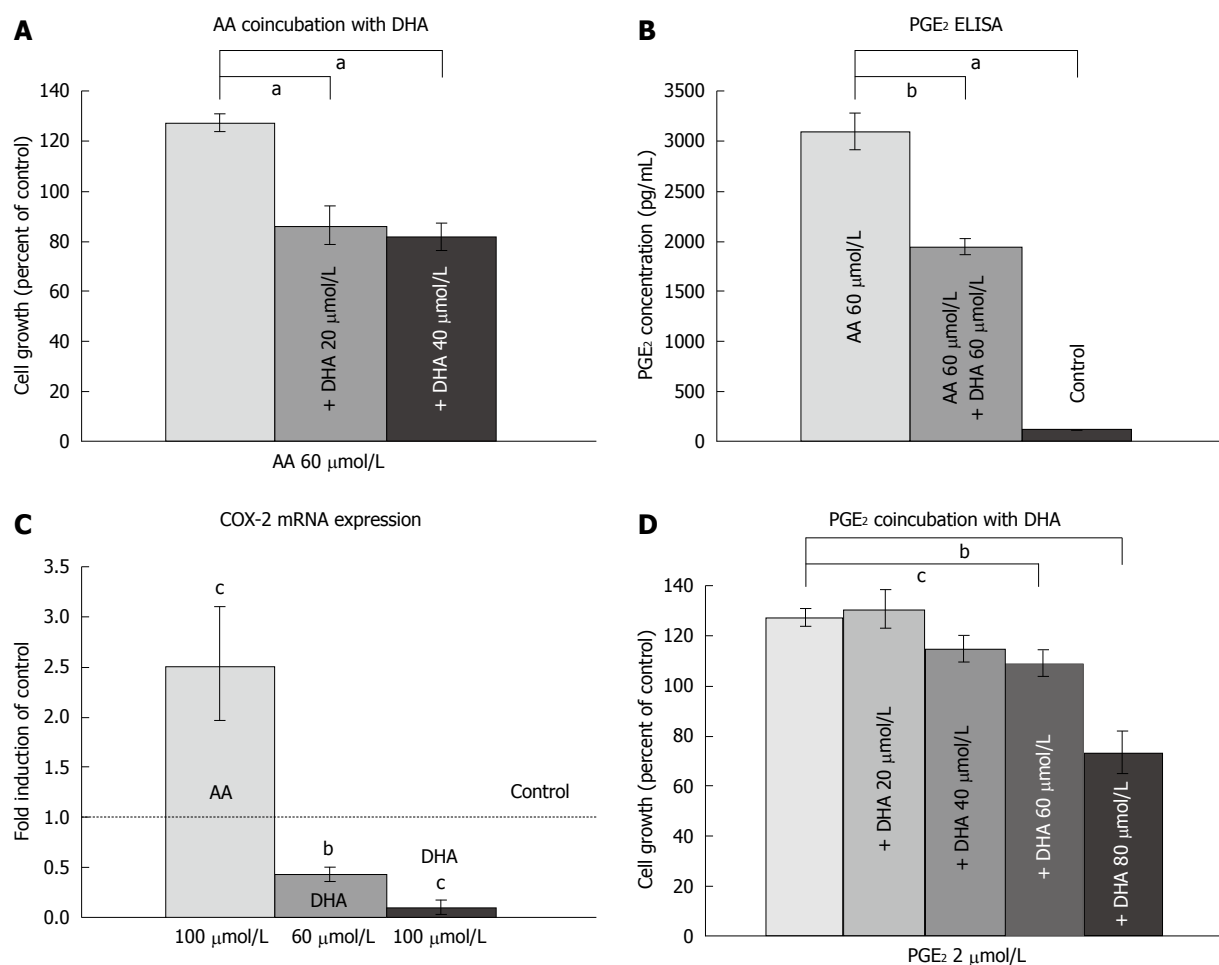 A
AA coincubation with DHA
a
a
Cell growth (percent of control)
140
120
100
80
60
40
20
0
+ DHA 20 μmol/L
+ DHA 40 μmol/L
AA 60 μmol/L
B
PGE₂ ELISA
a
b
PGE₂ concentration (pg/mL)
3500
3000
2500
2000
1500
1000
500
0
AA 60 μmol/L
AA 60 μmol/L
+ DHA 60 μmol/L
Control
C
COX-2 mRNA expression
Fold induction of control
3.5
3.0
2.5
2.0
1.5
1.0
0.5
0.0
c
AA
b
DHA
DHA
c
Control
100 μmol/L
60 μmol/L
100 μmol/L
D
PGE₂ coincubation with DHA
b
c
Cell growth (percent of control)
140
120
100
80
60
40
20
0
+ DHA 20 μmol/L
+ DHA 40 μmol/L
+ DHA 60 μmol/L
+ DHA 80 μmol/L
PGE₂ 2 μmol/L